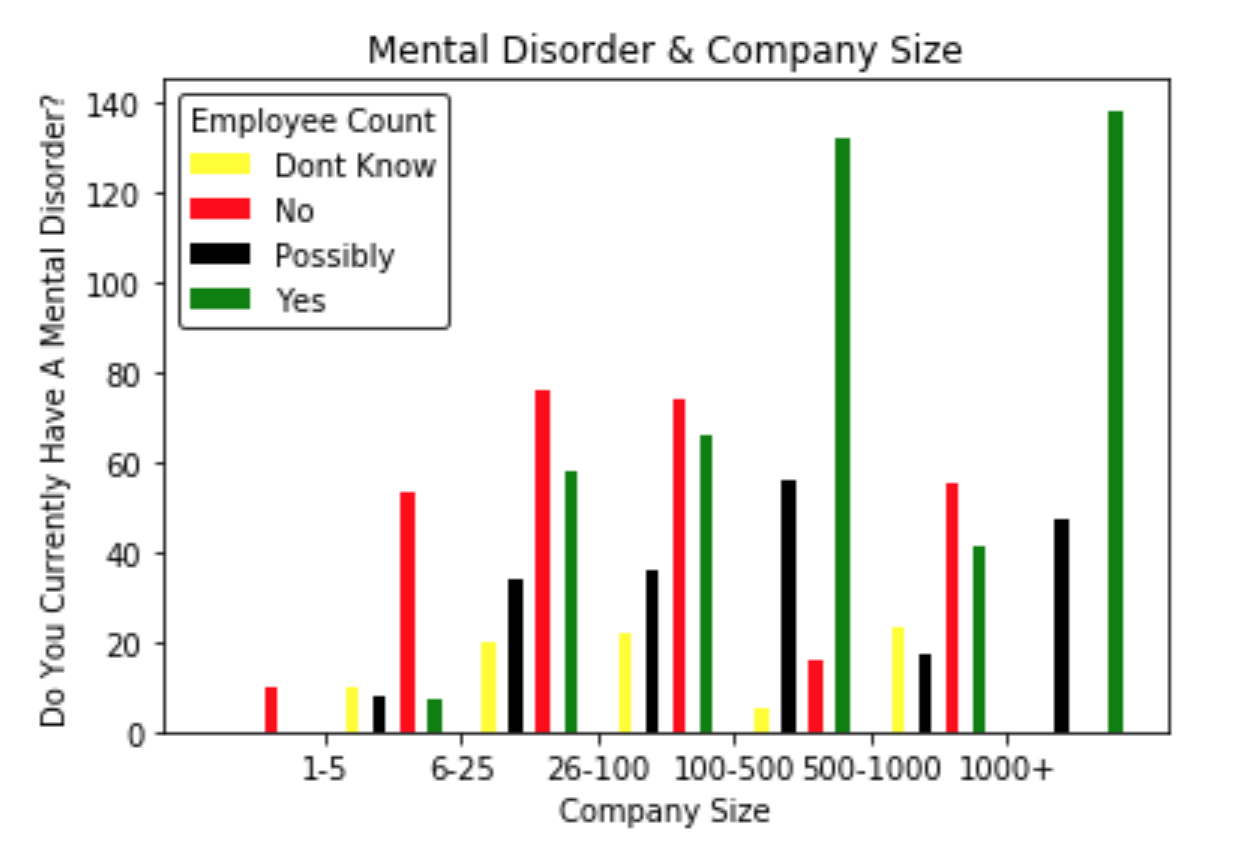 Mental Disorder & Company Size
Do You Currently Have A Mental Disorder?
140
120
100
80
60
40
20
0
Employee Count
Dont Know
No
Possibly
Yes
1-5 6-25 26-100 100-500 500-1000 1000+
Company Size